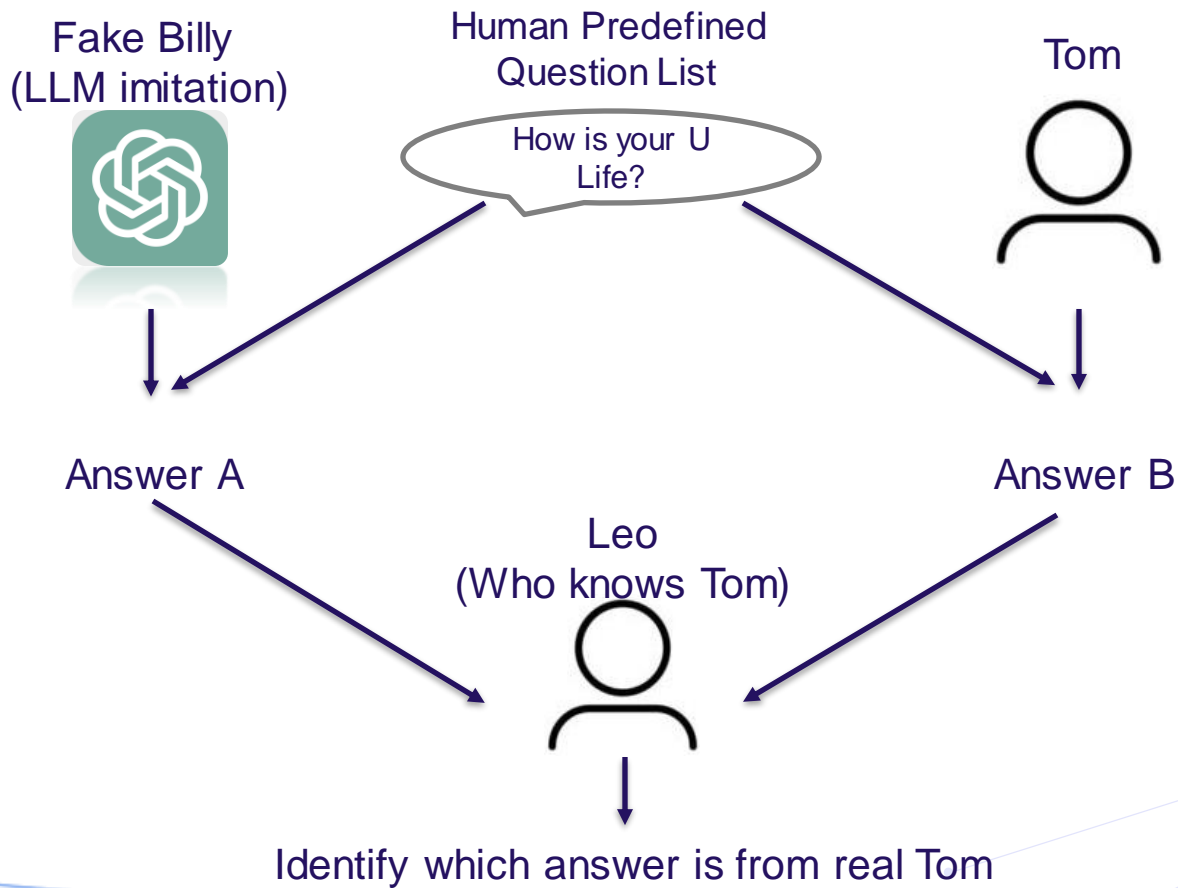 Fake Billy
(LLM imitation)
Human Predefined
Question List
Tom
How is your U
Life?
Answer A
Answer B
Leo
(Who knows Tom)
Identify which answer is from real Tom